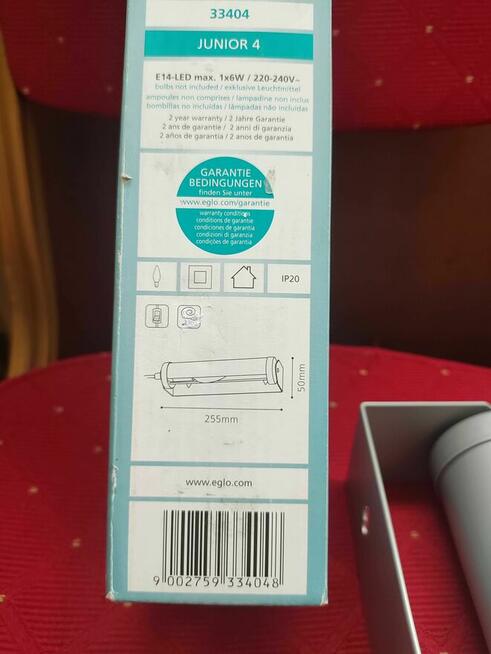 33404
JUNIOR 4
E14-LED max. 1x6W / 220-240V~
bulbs not included / exklusive Leuchtmittel
ampoules non comprises / lampadine non inclus
bombillas no incluidas / lâmpadas não incluidas
2 year warranty / 2 Jahre Garantie
2 ans de garantie / 2 anni di garanzia
2 años de garantía / 2 anos de garantia
GARANTIE
BEDINGUNGEN
finden Sie unter
www.eglo.com/garantie
warranty conditions
conditions de garantie
condiciones de garantía
condizioni di garanzia
condições de garantia
IP20
50mm
255mm
www.eglo.com
9 002759 334048